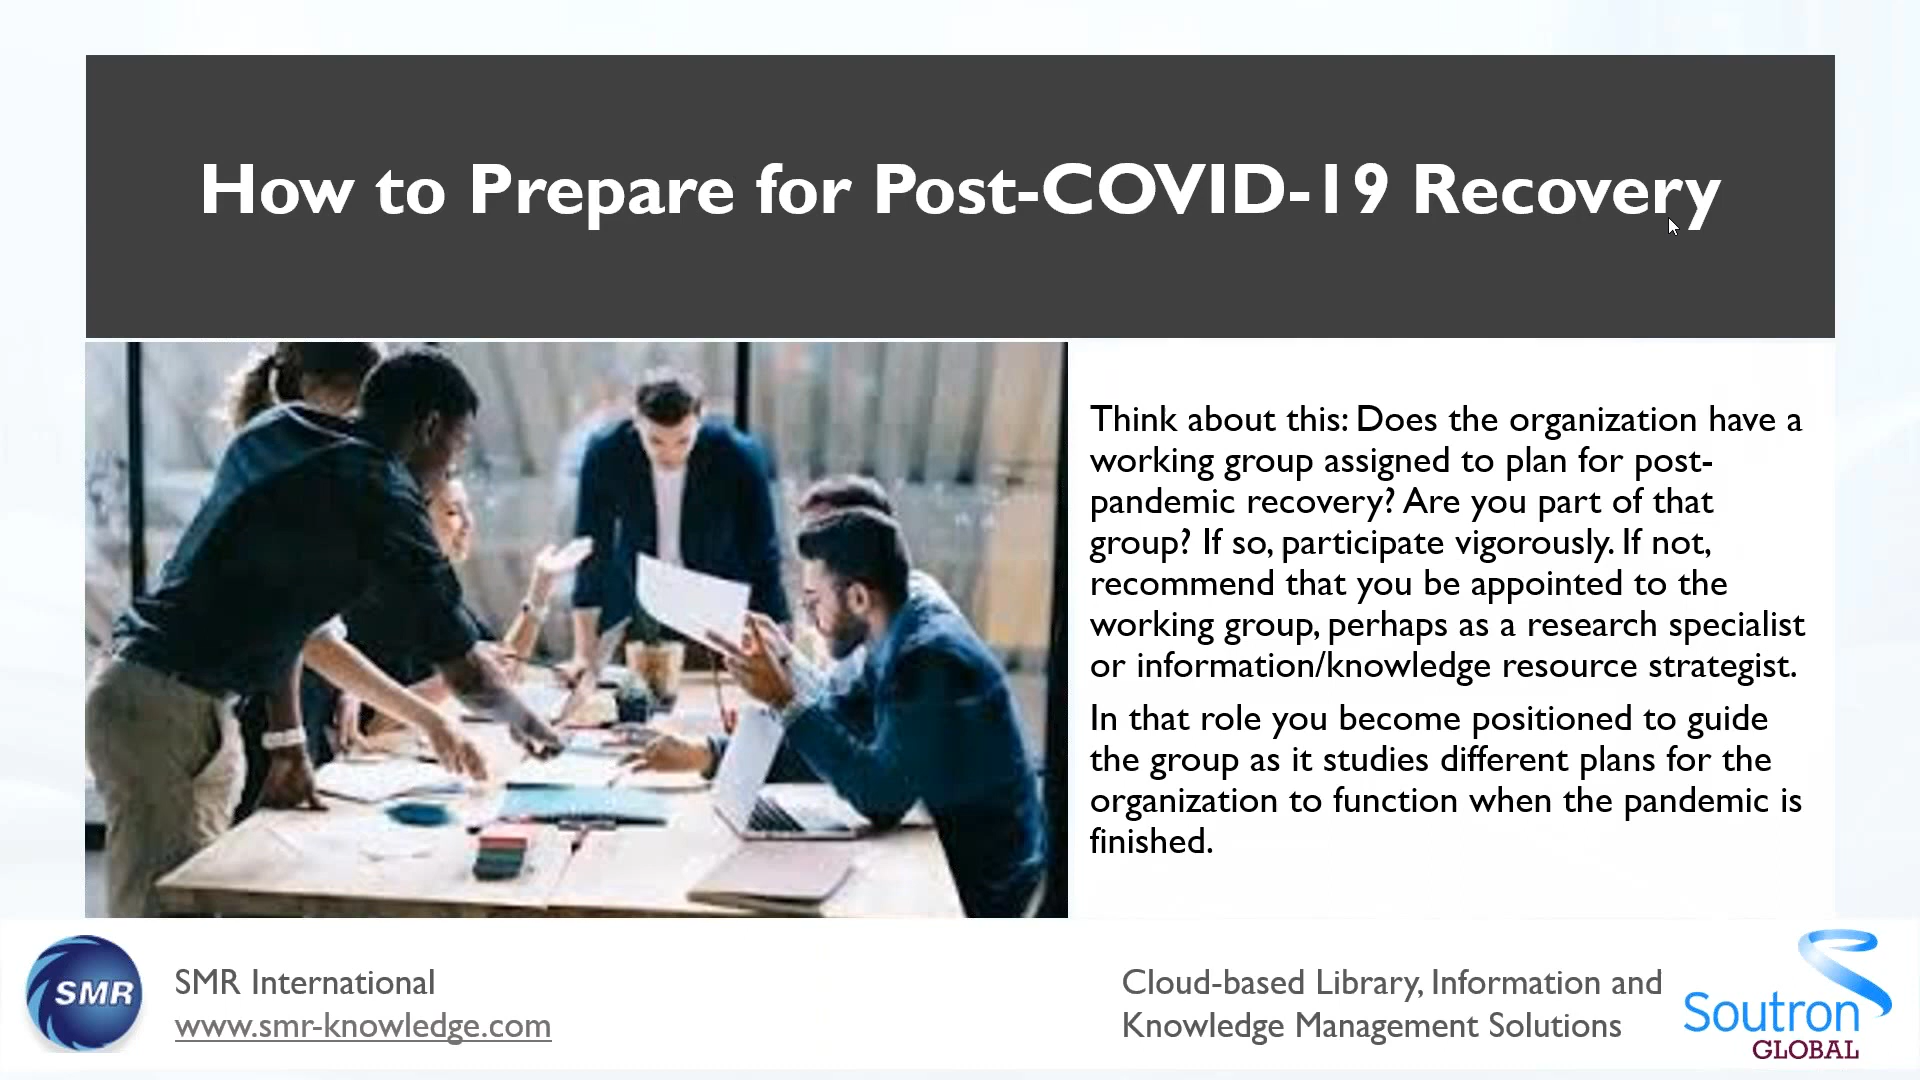 How to Prepare for Post-COVID-19 Recovery
Think about this: Does the organization have a
working group assigned to plan for post-
pandemic recovery? Are you part of that
group? If so, participate vigorously. If not,
recommend that you be appointed to the
working group, perhaps as a research specialist
or information/knowledge resource strategist.
In that role you become positioned to guide
the group as it studies different plans for the
organization to function when the pandemic is
finished.
SMR
SMR International
www.smr-knowledge.com
Cloud-based Library, Information and
Knowledge Management Solutions
Soutron
GLOBAL